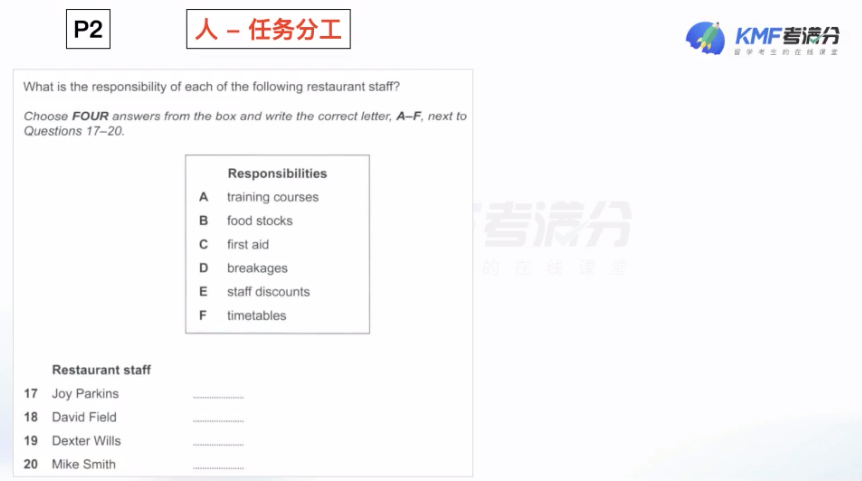 P2
人 – 任务分工
KMF考满分
留学考生的在线课堂
What is the responsibility of each of the following restaurant staff?
Choose FOUR answers from the box and write the correct letter, A–F, next to
Questions 17–20.
Responsibilities
A training courses
B food stocks
C first aid
D breakages
E staff discounts
F timetables
Restaurant staff
17 Joy Parkins ....................
18 David Field ....................
19 Dexter Wills ....................
20 Mike Smith ....................
考满分
的在线课堂